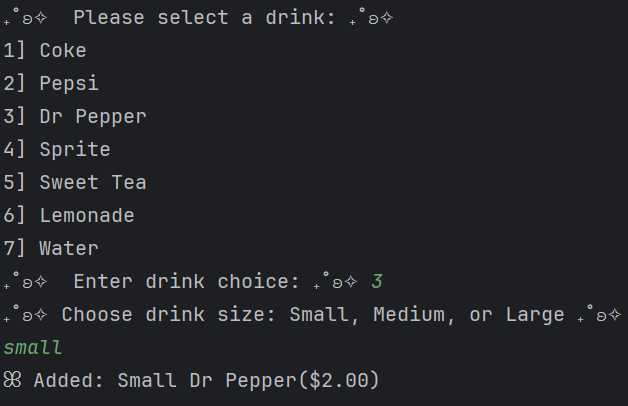 ₊˚ʚ✧  Please select a drink: ₊˚ʚ✧
1] Coke
2] Pepsi
3] Dr Pepper
4] Sprite
5] Sweet Tea
6] Lemonade
7] Water
₊˚ʚ✧  Enter drink choice: ₊˚ʚ✧ 3
₊˚ʚ✧ Choose drink size: Small, Medium, or Large ₊˚ʚ✧
small
ꕤ Added: Small Dr Pepper($2.00)